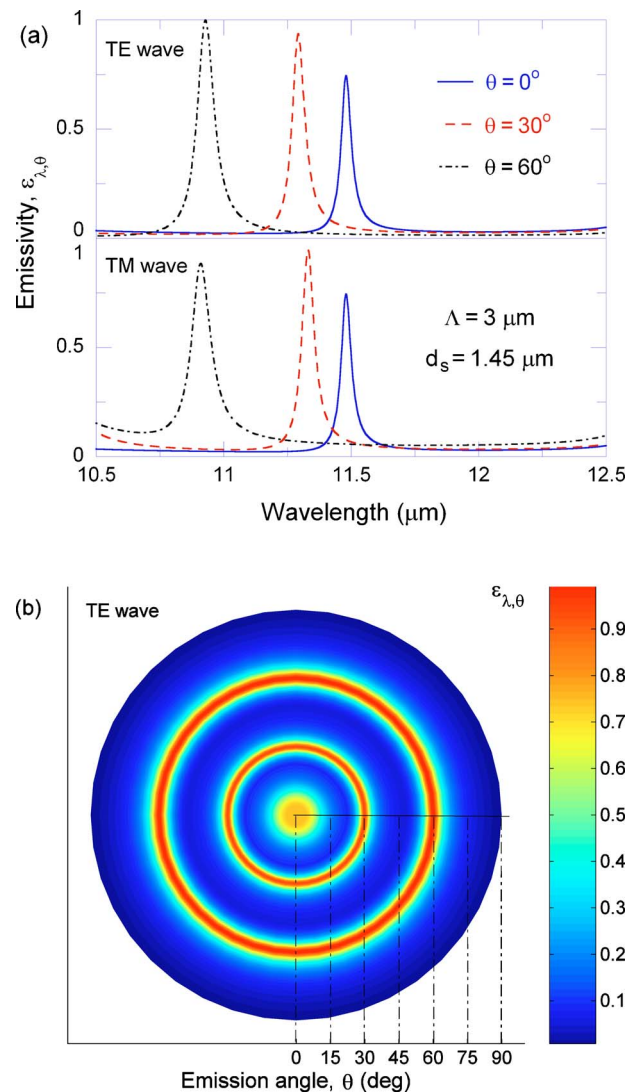 (a)
1
TE wave
θ = 0°
θ = 30°
θ = 60°
0.5
0
Emissivity, ελ,θ
1
TM wave
Λ = 3 μm
ds = 1.45 μm
0.5
0
10.5 11 11.5 12 12.5
Wavelength (μm)
(b)
TE wave
ελ,θ
0.9
0.8
0.7
0.6
0.5
0.4
0.3
0.2
0.1
0 15 30 45 60 75 90
Emission angle, θ (deg)